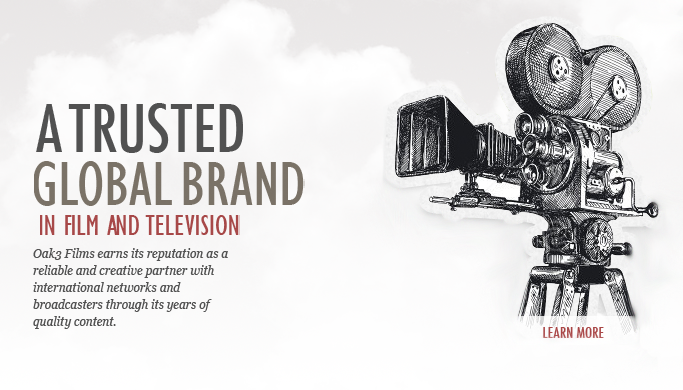 A TRUSTED
GLOBAL BRAND
IN FILM AND TELEVISION
Oak3 Films earns its reputation as a
reliable and creative partner with
international networks and
broadcasters through its years of
quality content.
LEARN MORE